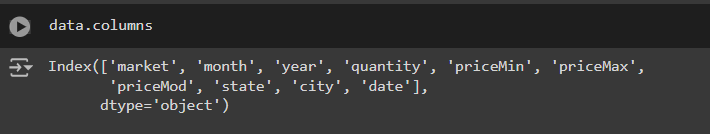 data.columns
Index(['market', 'month', 'year', 'quantity', 'priceMin', 'priceMax',
'priceMod', 'state', 'city', 'date'],
dtype='object')